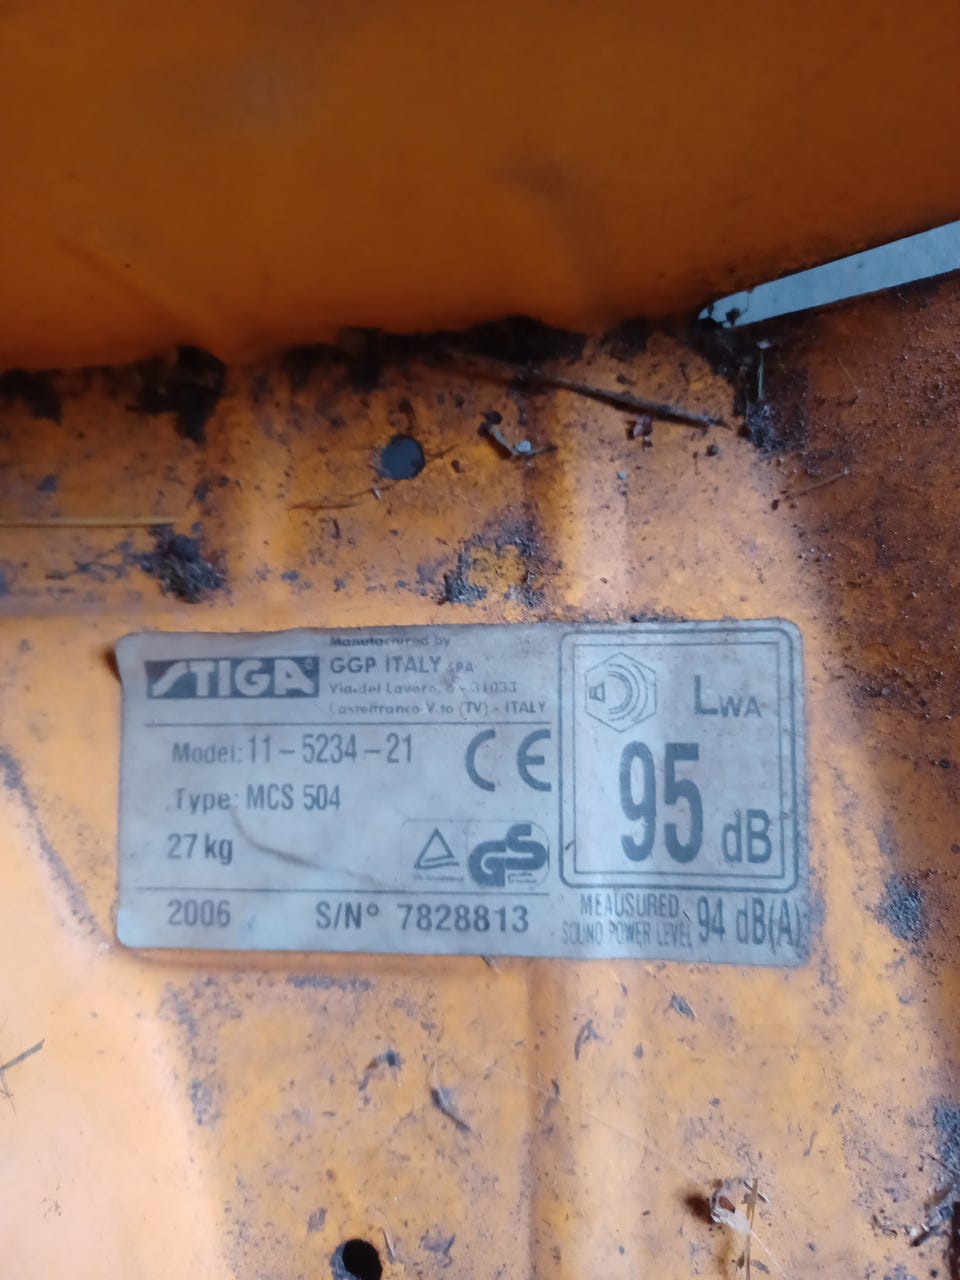 STIGA
Manufactured by
GGP ITALY SPA
Via del Lavoro, 6 - 31033
Castelfranco V.to (TV) - ITALY
Model: 11-5234-21
Type: MCS 504
27 kg
CE
GS
2006 S/N° 7828813
LWA
95 dB
MEAUSURED
SOUND POWER LEVEL 94 dB(A)